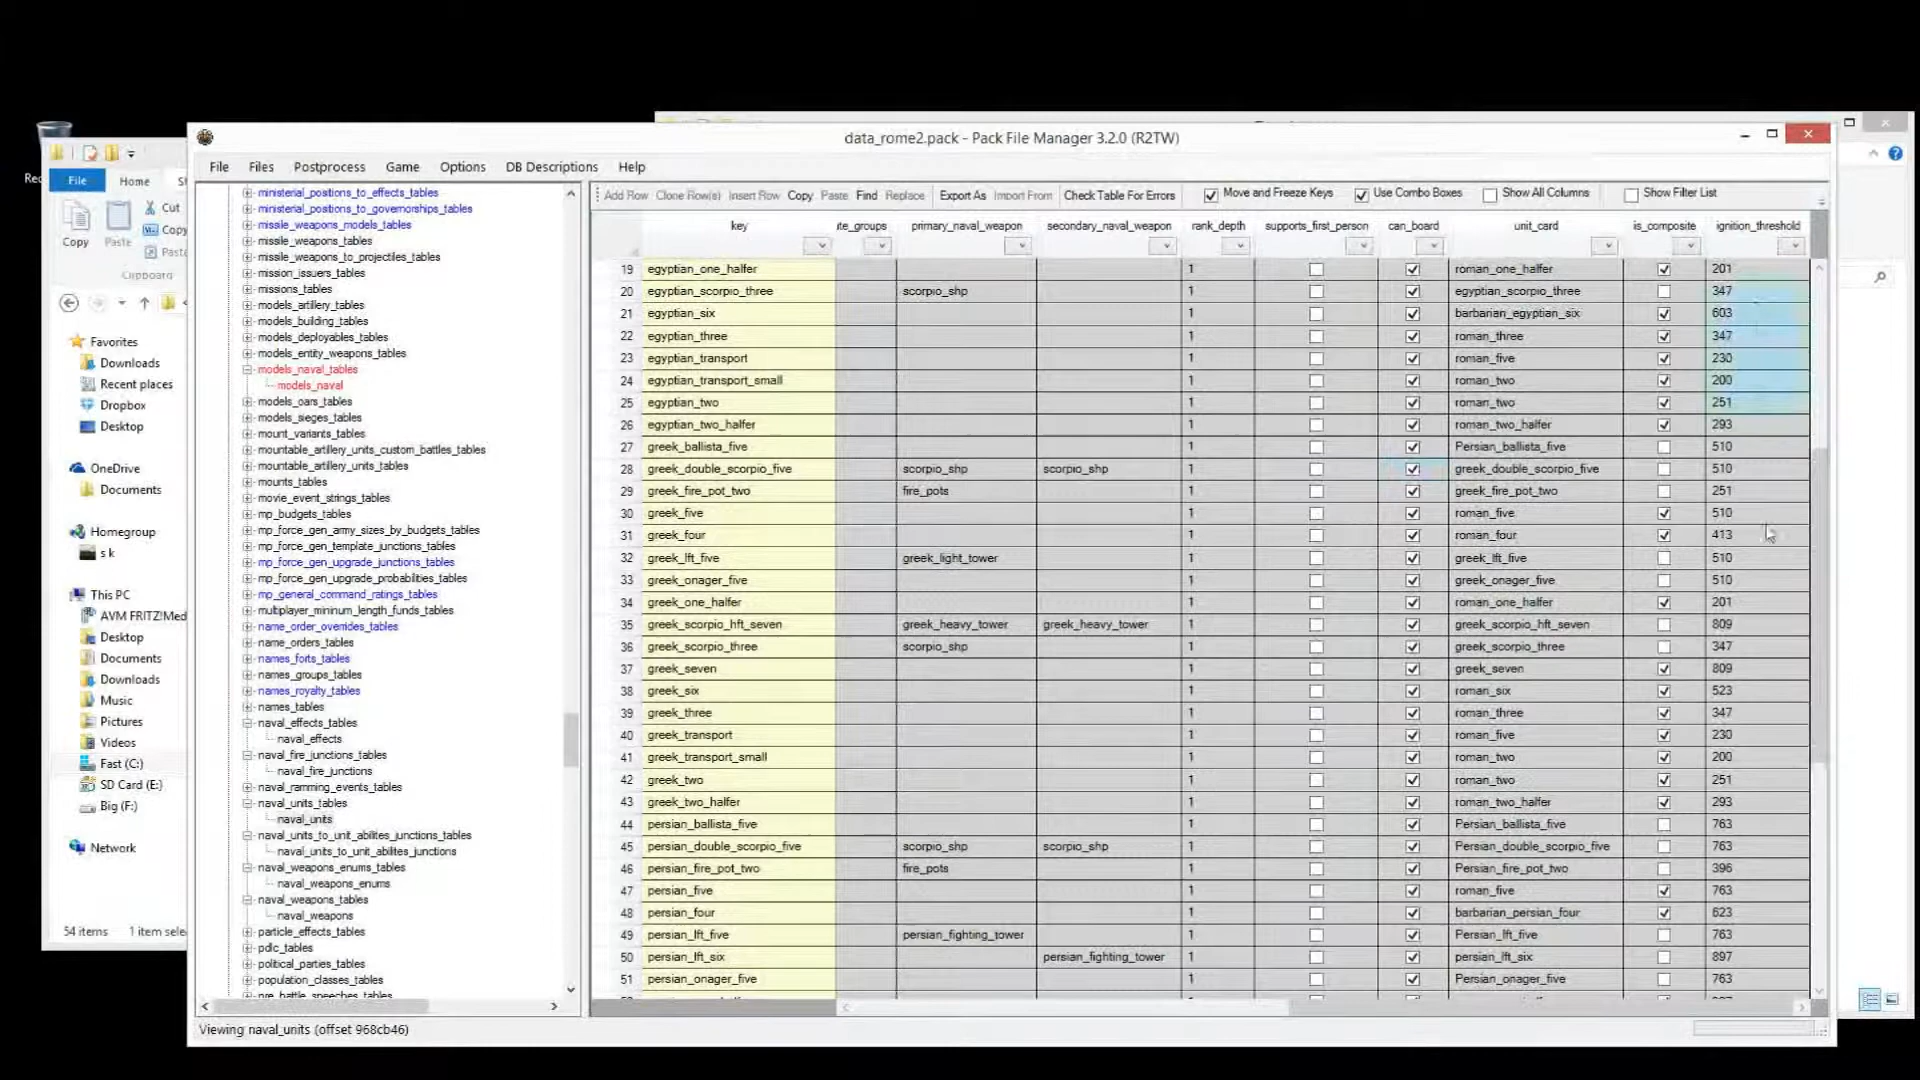 data_rome2.pack - Pack File Manager 3.2.0 (R2TW)
File Files Postprocess Game Options DB Descriptions Help
File Home
Copy Paste Cut
Clipboard
Favorites
Downloads
Recent places
Dropbox
Desktop
OneDrive
Documents
Homegroup
s k
This PC
AVM FRITZ!Med
Desktop
Documents
Downloads
Music
Pictures
Videos
Fast (C:)
SD Card (E:)
Big (F:)
Network
54 items 1 item sele
ministerial_positions_to_effects_tables
ministerial_positions_to_governorships_tables
missile_weapons_models_tables
missile_weapons_tables
missile_weapons_to_projectiles_tables
mission_issuers_tables
missions_tables
models_artillery_tables
models_building_tables
models_deployables_tables
models_entity_weapons_tables
models_naval_tables
models_naval
models_oars_tables
models_sieges_tables
mount_variants_tables
mountable_artillery_units_custom_battles_tables
mountable_artillery_units_tables
mounts_tables
movie_event_strings_tables
mp_budgets_tables
mp_force_gen_army_sizes_by_budgets_tables
mp_force_gen_template_junctions_tables
mp_force_gen_upgrade_junctions_tables
mp_force_gen_upgrade_probabilities_tables
mp_general_command_ratings_tables
multiplayer_mininum_length_funds_tables
name_order_overrides_tables
name_orders_tables
names_forts_tables
names_groups_tables
names_royalty_tables
names_tables
naval_effects_tables
naval_effects
naval_fire_junctions_tables
naval_fire_junctions
naval_ramming_events_tables
naval_units_tables
naval_units
naval_units_to_unit_abilites_junctions_tables
naval_units_to_unit_abilites_junctions
naval_weapons_enums_tables
naval_weapons_enums
naval_weapons_tables
naval_weapons
particle_effects_tables
pdlc_tables
political_parties_tables
population_classes_tables
pre_battle_speeches_tables
Add Row Clone Row(s) Insert Row Copy Paste Find Replace Export As Import From Check Table For Errors Move and Freeze Keys Use Combo Boxes Show All Columns Show Filter List
key ite_groups primary_naval_weapon secondary_naval_weapon rank_depth supports_first_person can_board unit_card is_composite ignition_threshold
19 egyptian_one_halfer 1 roman_one_halfer 201
20 egyptian_scorpio_three scorpio_shp 1 egyptian_scorpio_three 347
21 egyptian_six 1 barbarian_egyptian_six 603
22 egyptian_three 1 roman_three 347
23 egyptian_transport 1 roman_five 230
24 egyptian_transport_small 1 roman_two 200
25 egyptian_two 1 roman_two 251
26 egyptian_two_halfer 1 roman_two_halfer 293
27 greek_ballista_five 1 Persian_ballista_five 510
28 greek_double_scorpio_five scorpio_shp scorpio_shp 1 greek_double_scorpio_five 510
29 greek_fire_pot_two fire_pots 1 greek_fire_pot_two 251
30 greek_five 1 roman_five 510
31 greek_four 1 roman_four 413
32 greek_lft_five greek_light_tower 1 greek_lft_five 510
33 greek_onager_five 1 greek_onager_five 510
34 greek_one_halfer 1 roman_one_halfer 201
35 greek_scorpio_hft_seven greek_heavy_tower greek_heavy_tower 1 greek_scorpio_hft_seven 809
36 greek_scorpio_three scorpio_shp 1 greek_scorpio_three 347
37 greek_seven 1 greek_seven 809
38 greek_six 1 roman_six 523
39 greek_three 1 roman_three 347
40 greek_transport 1 roman_five 230
41 greek_transport_small 1 roman_two 200
42 greek_two 1 roman_two 251
43 greek_two_halfer 1 roman_two_halfer 293
44 persian_ballista_five 1 Persian_ballista_five 763
45 persian_double_scorpio_five scorpio_shp scorpio_shp 1 Persian_double_scorpio_five 763
46 persian_fire_pot_two fire_pots 1 Persian_fire_pot_two 396
47 persian_five 1 roman_five 763
48 persian_four 1 barbarian_persian_four 623
49 persian_lft_five persian_fighting_tower 1 Persian_lft_five 763
50 persian_lft_six persian_fighting_tower 1 persian_lft_six 897
51 persian_onager_five 1 Persian_onager_five 763
Viewing naval_units (offset 968cb46)